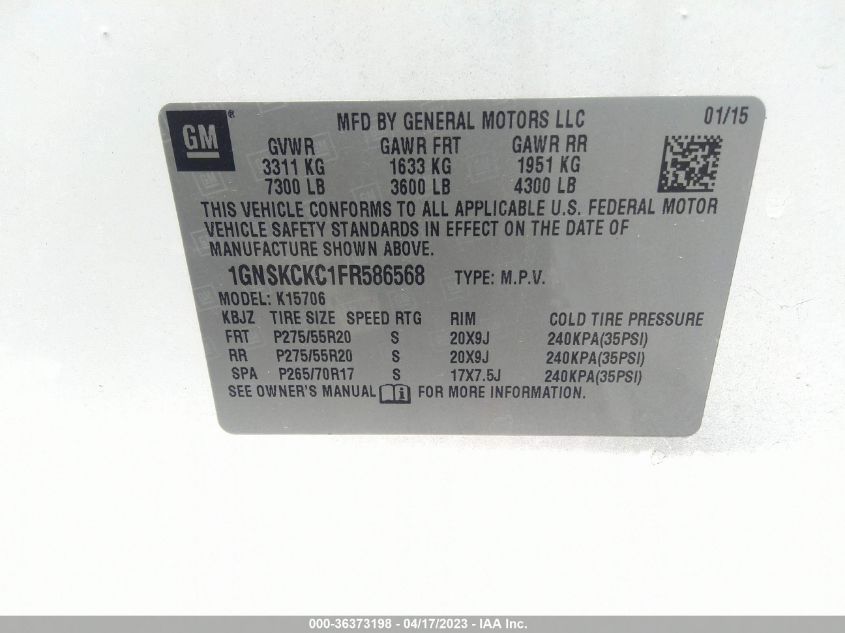 GM ®
MFD BY GENERAL MOTORS LLC 01/15
GVWR GAWR FRT GAWR RR
3311 KG 1633 KG 1951 KG
7300 LB 3600 LB 4300 LB
THIS VEHICLE CONFORMS TO ALL APPLICABLE U.S. FEDERAL MOTOR
VEHICLE SAFETY STANDARDS IN EFFECT ON THE DATE OF
MANUFACTURE SHOWN ABOVE.
1GNSKCKC1FR586568 TYPE: M.P.V.
MODEL: K15706
KBJZ TIRE SIZE SPEED RTG RIM COLD TIRE PRESSURE
FRT P275/55R20 S 20X9J 240KPA(35PSI)
RR P275/55R20 S 20X9J 240KPA(35PSI)
SPA P265/70R17 S 17X7.5J 240KPA(35PSI)
SEE OWNER'S MANUAL FOR MORE INFORMATION.
000-36373198 - 04/17/2023 - IAA Inc.